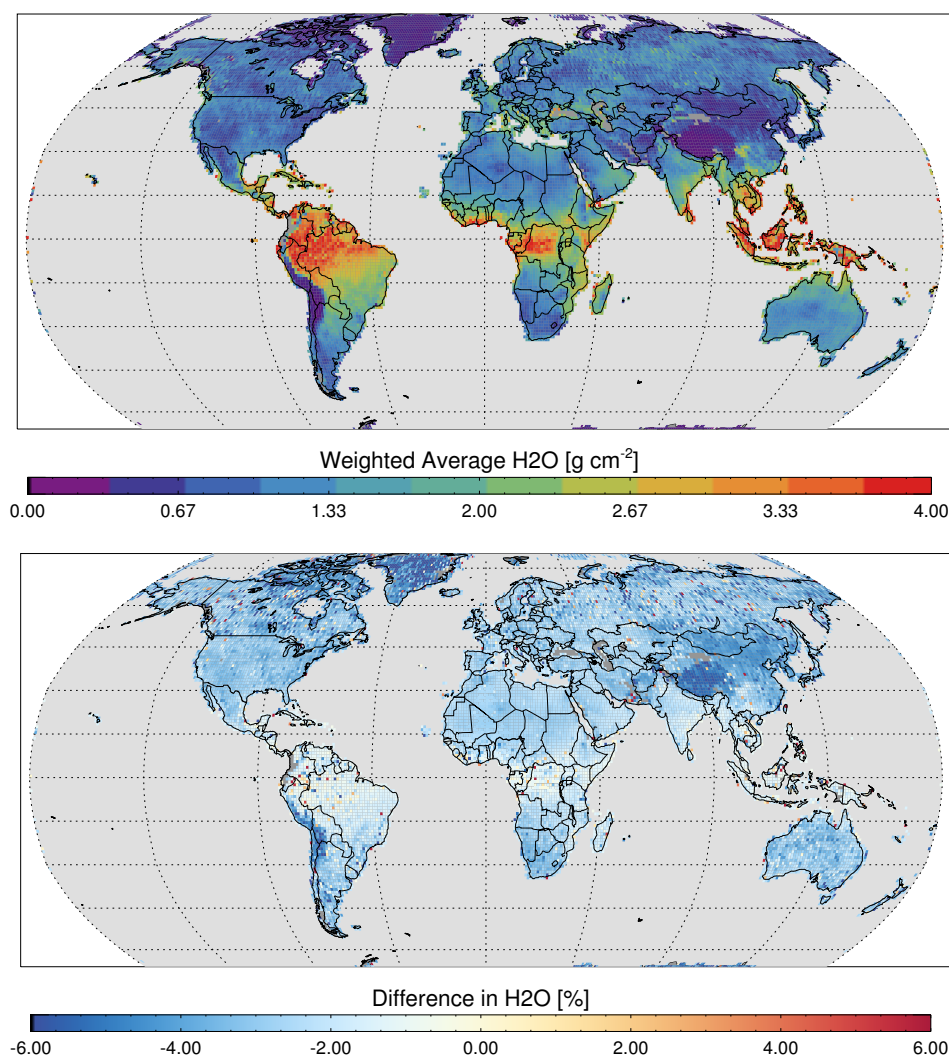 Weighted Average H2O [g cm-2]
0.00 0.67 1.33 2.00 2.67 3.33 4.00
Difference in H2O [%]
-6.00 -4.00 -2.00 0.00 2.00 4.00 6.00